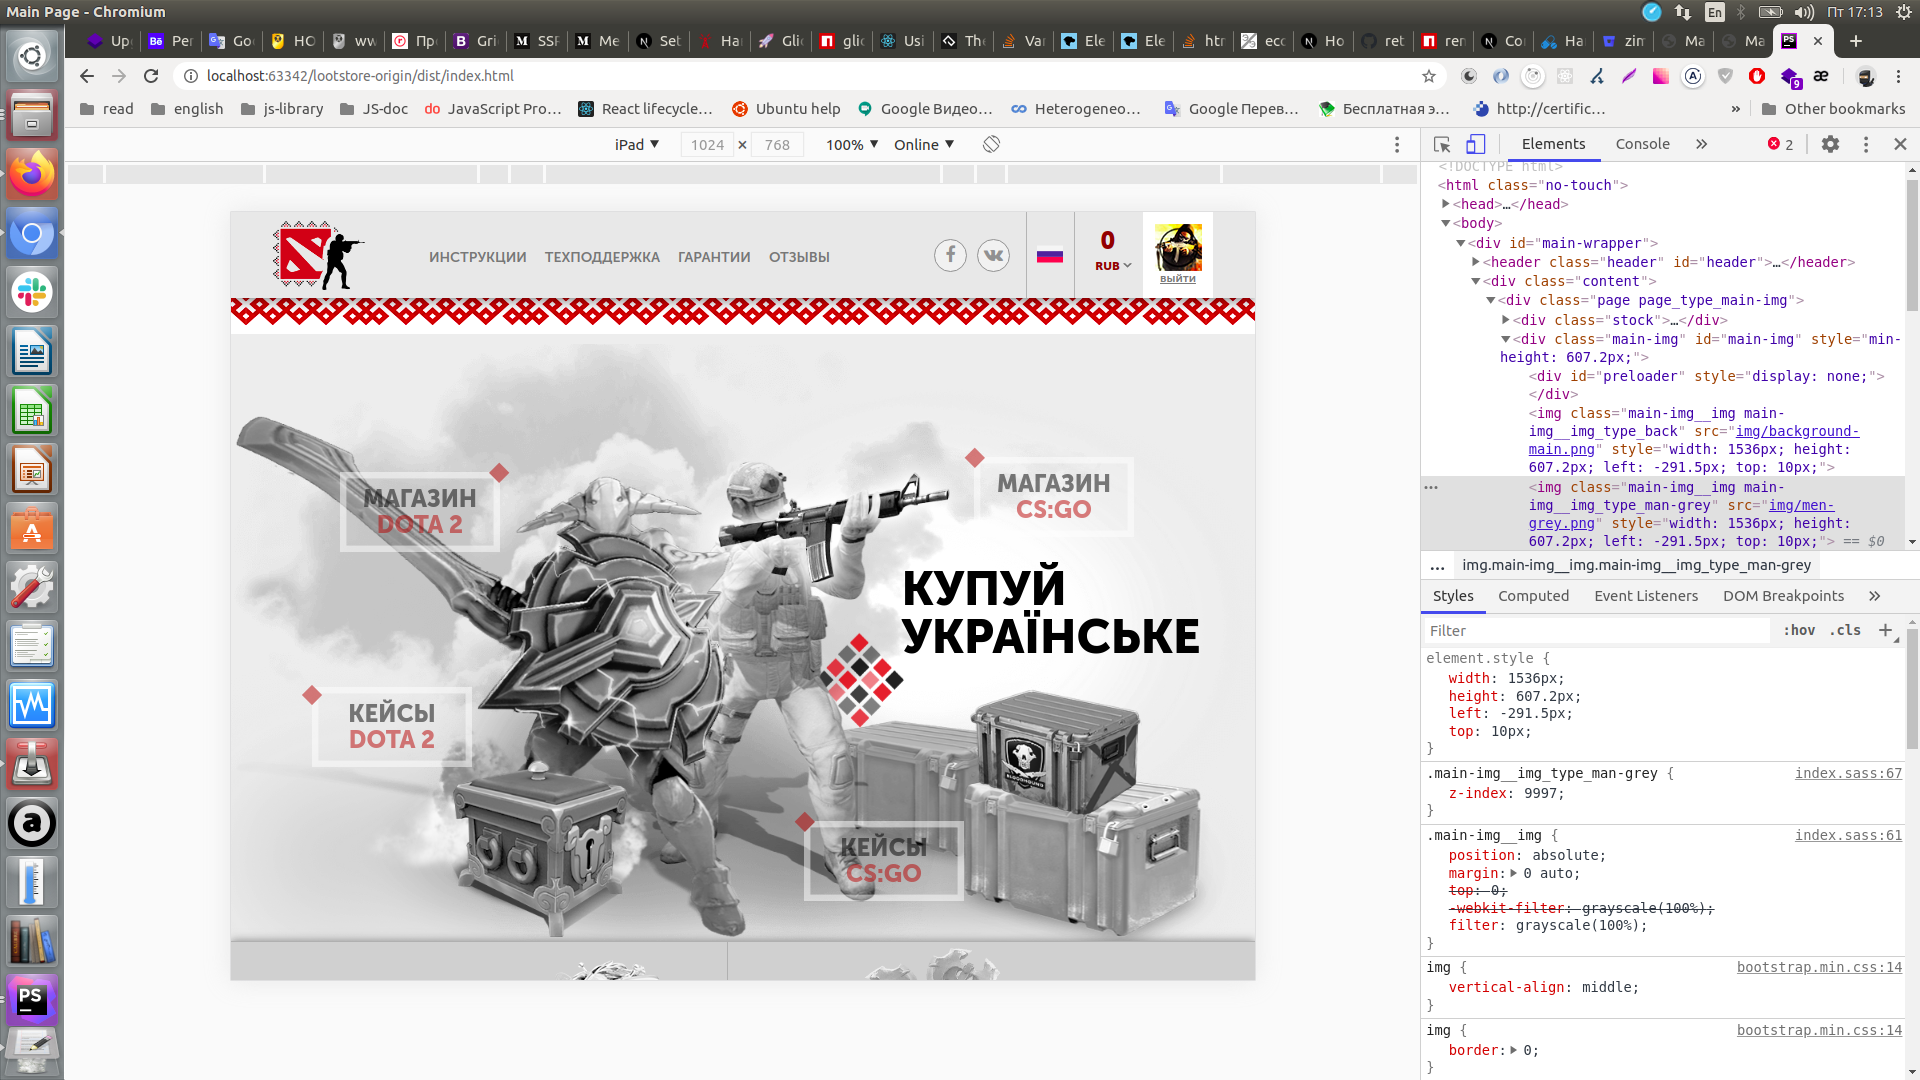 Main Page - Chromium
En
Пт 17:13
Up
Per
Goo
HO
ww
Пр
Gri
SSR
Me
Set
Ha
Glid
glid
Usi
The
Var
Ele
Ele
htr
ecc
Ho
ret
ren
Co
Ha
zim
Ma
Ma
localhost:63342/lootstore-origin/dist/index.html
9
read
english
js-library
JS-doc
JavaScript Pro...
React lifecycle...
Ubuntu help
Google Видео...
Heterogeneo...
Google Перев...
Бесплатная э...
http://certific...
»
Other bookmarks
iPad
1024 × 768
100%
Online
Elements
Console
»
2
<!DOCTYPE html>
<html class="no-touch">
<head>…</head>
<body>
<div id="main-wrapper">
<header class="header" id="header">…</header>
<div class="content">
<div class="page page_type_main-img">
<div class="stock">…</div>
<div class="main-img" id="main-img" style="min-
height: 607.2px;">
<div id="preloader" style="display: none;">
</div>
<img class="main-img__img main-
img__img_type_back" src="img/background-
main.png" style="width: 1536px; height:
607.2px; left: -291.5px; top: 10px;">
<img class="main-img__img main-
img__img_type_man-grey" src="img/men-
grey.png" style="width: 1536px; height:
607.2px; left: -291.5px; top: 10px;"> == $0
... img.main-img__img.main-img__img_type_man-grey
Styles
Computed
Event Listeners
DOM Breakpoints
»
Filter
:hov
.cls
+
element.style {
width: 1536px;
height: 607.2px;
left: -291.5px;
top: 10px;
}
.main-img__img_type_man-grey {
index.sass:67
z-index: 9997;
}
.main-img__img {
index.sass:61
position: absolute;
margin: 0 auto;
top: 0;
-webkit-filter: grayscale(100%);
filter: grayscale(100%);
}
img {
bootstrap.min.css:14
vertical-align: middle;
}
img {
bootstrap.min.css:14
border: 0;
}
ИНСТРУКЦИИ
ТЕХПОДДЕРЖКА
ГАРАНТИИ
ОТЗЫВЫ
0
RUB
выйти
МАГАЗИН
DOTA 2
МАГАЗИН
CS:GO
КУПУЙ
УКРАЇНСЬКЕ
КЕЙСЫ
DOTA 2
КЕЙСЫ
CS:GO
BLOODHOUND
PS